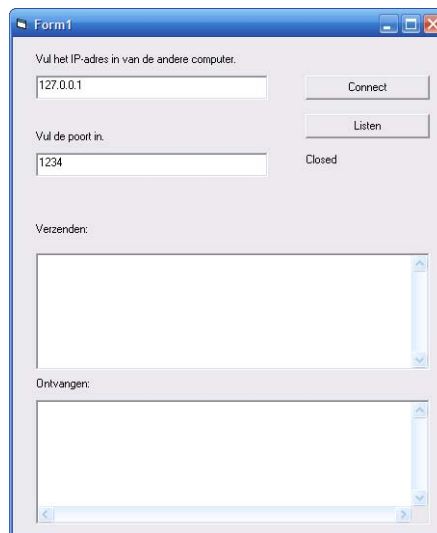 Form1
Vul het IP-adres in van de andere computer.
127.0.0.1
Connect
Listen
Vul de poort in.
1234
Closed
Verzenden:
Ontvangen: